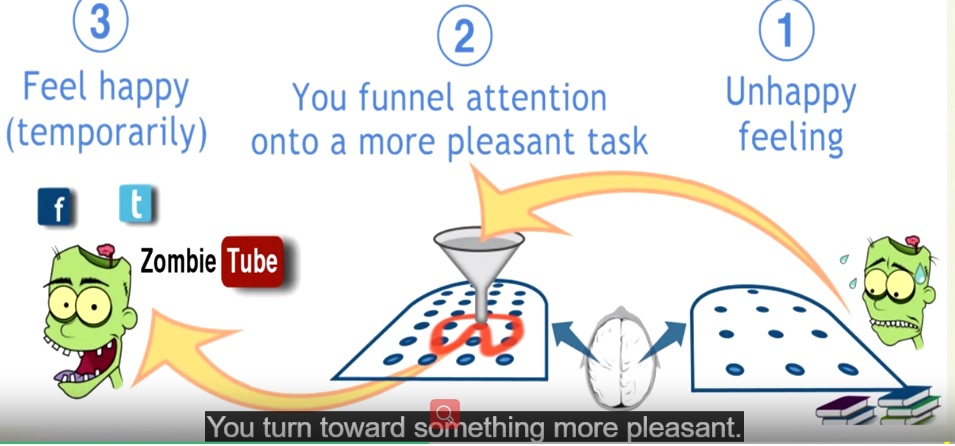 3
Feel happy
(temporarily)
2
You funnel attention
onto a more pleasant task
1
Unhappy
feeling
f
t
Zombie Tube
You turn toward something more pleasant.